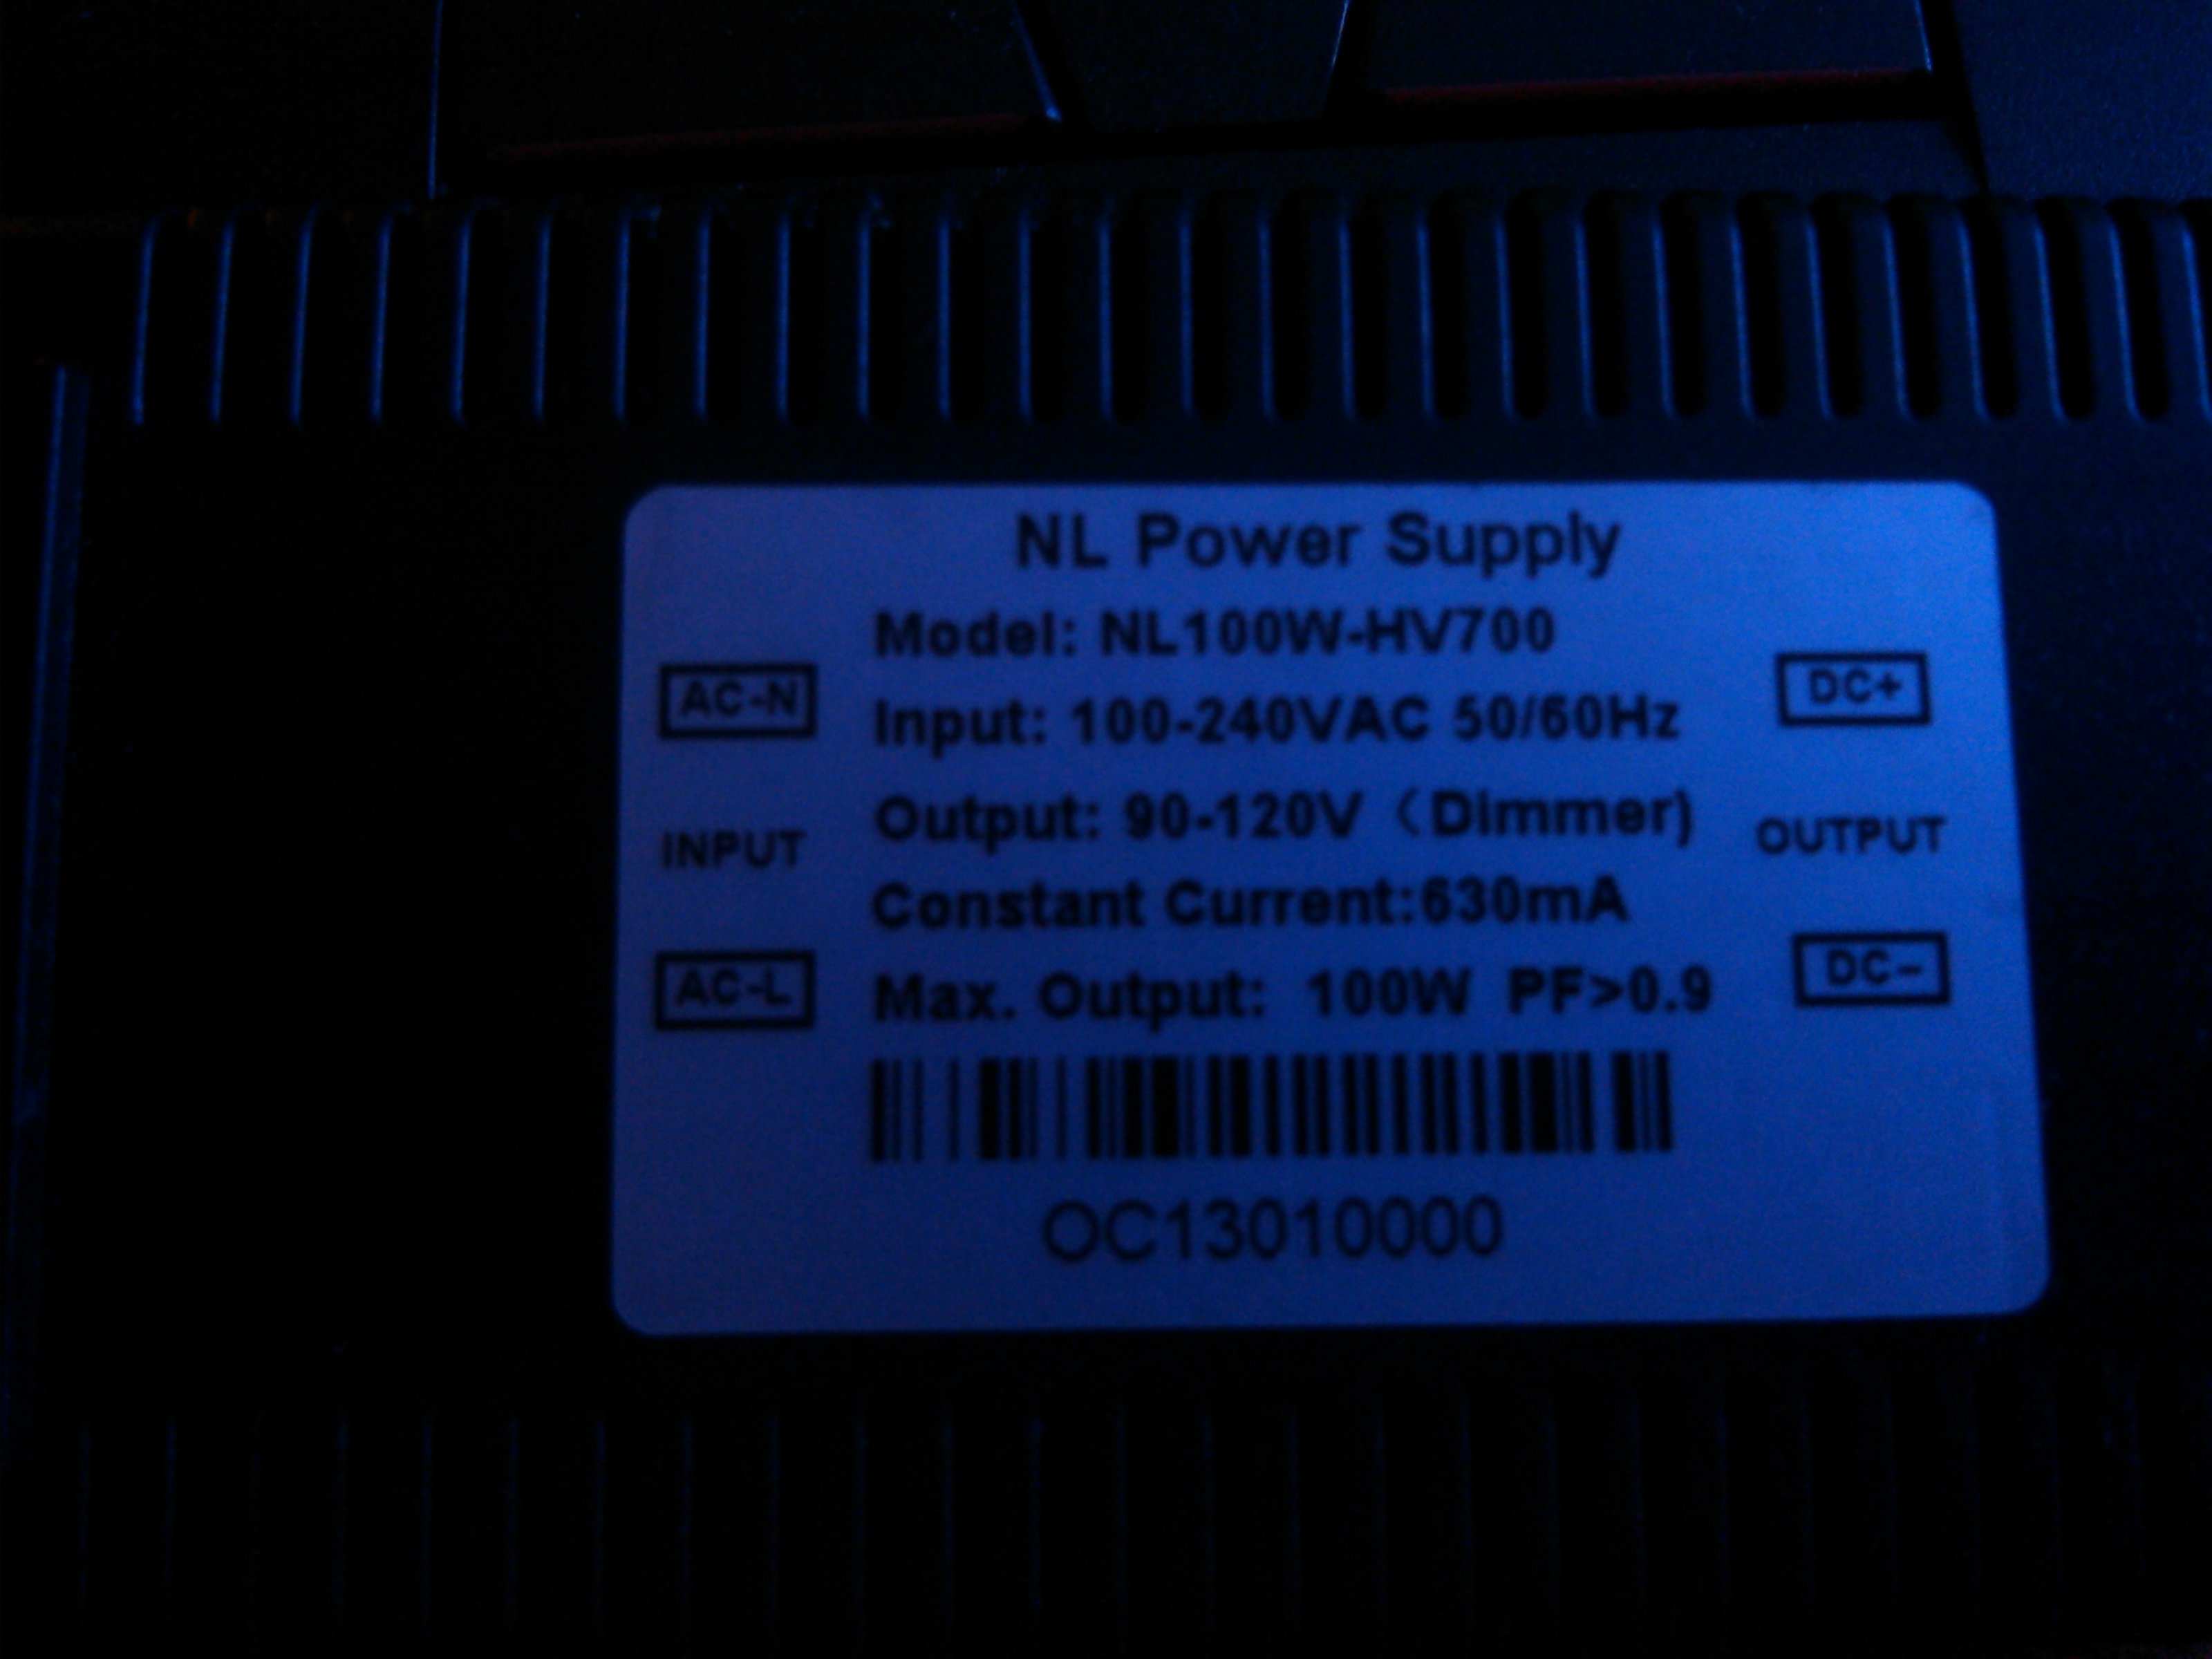 NL Power Supply
Model: NL100W-HV700
AC-N
DC+
Input: 100-240VAC 50/60Hz
Output: 90-120V (Dimmer)
INPUT
OUTPUT
Constant Current:630mA
AC-L
DC-
Max. Output: 100W PF>0.9
OC13010000